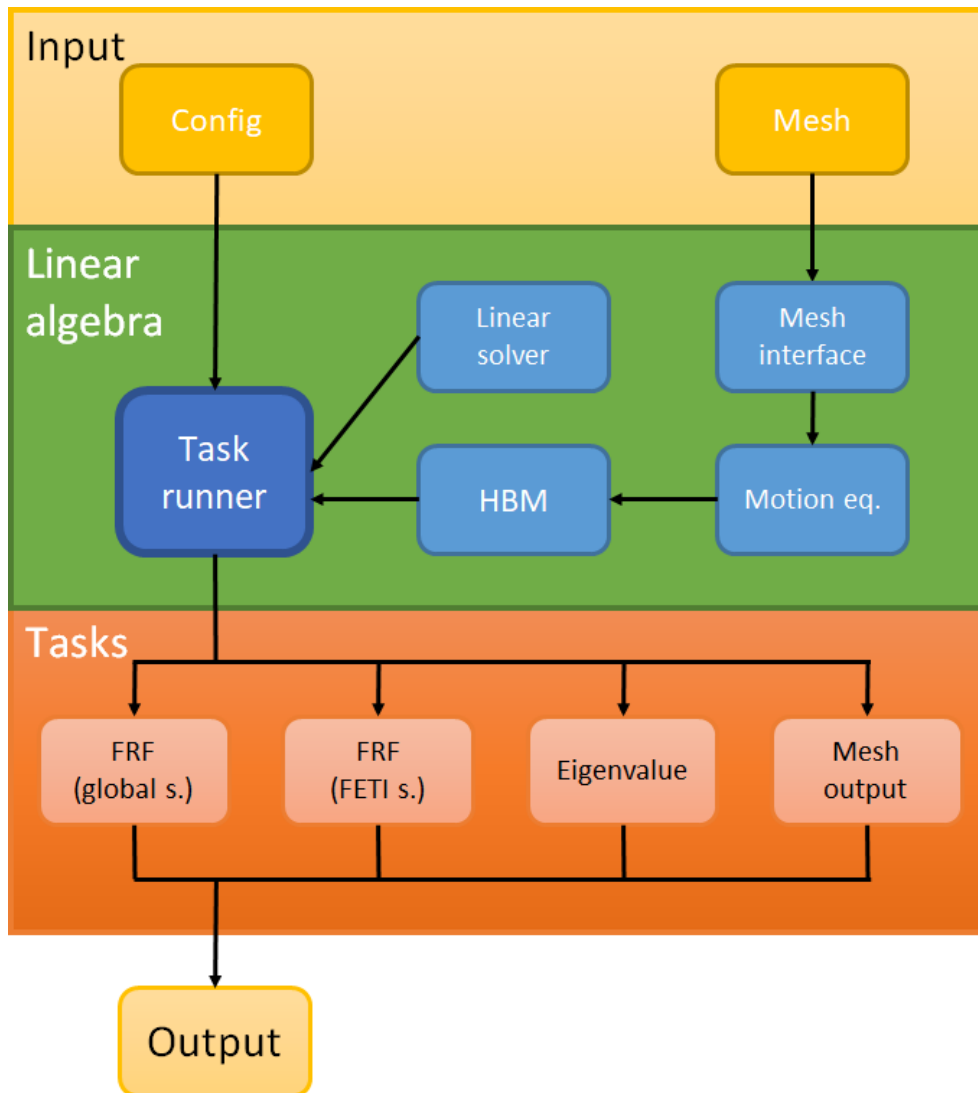 Input
Config
Mesh
Linear
algebra
Linear
solver
Mesh
interface
Task
runner
HBM
Motion eq.
Tasks
FRF
(global s.)
FRF
(FETI s.)
Eigenvalue
Mesh
output
Output